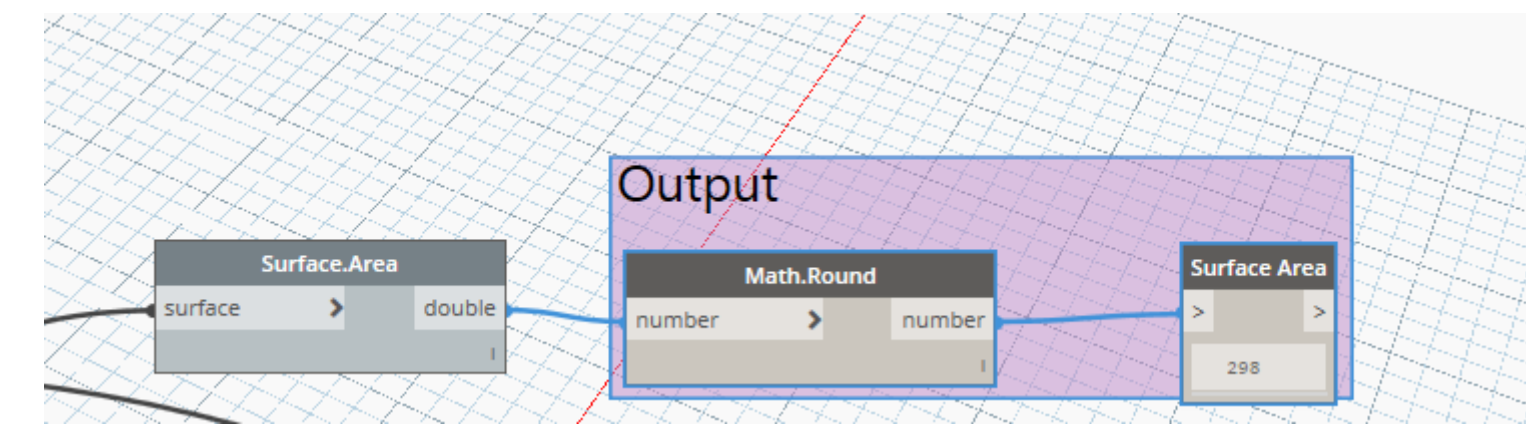 Output
Surface.Area
surface >
double
l
Math.Round
number >
number
l
Surface Area
> >
298